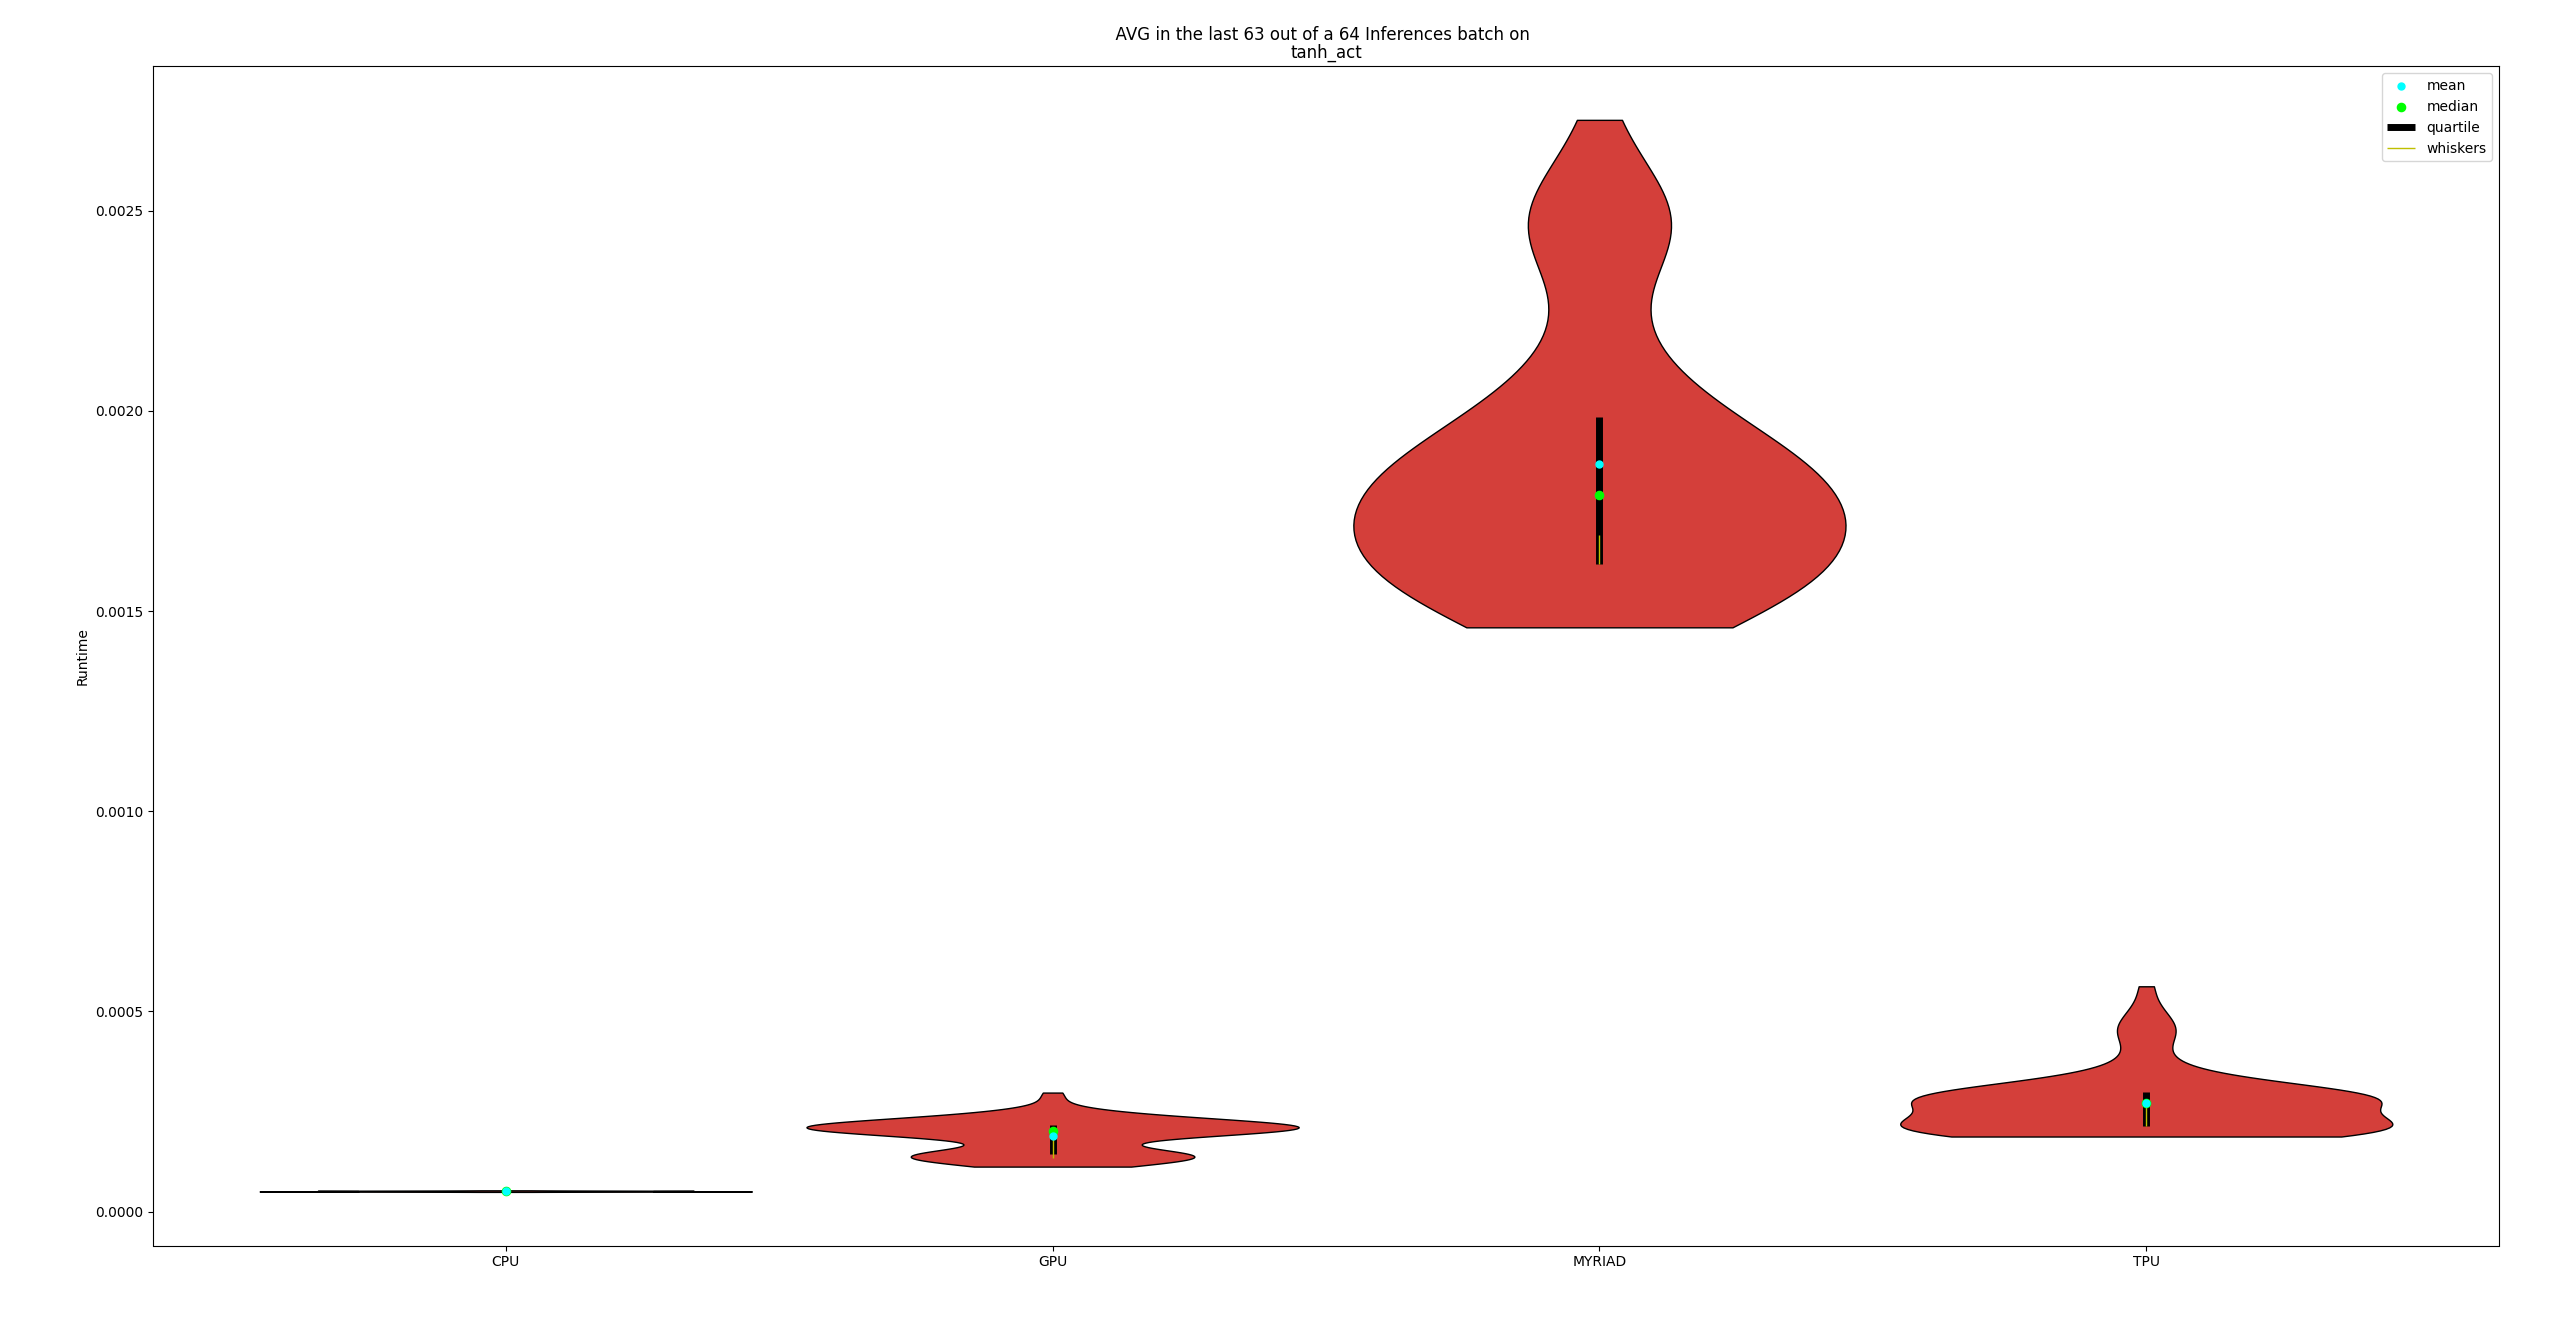 AVG in the last 63 out of a 64 Inferences batch on
tanh_act
mean
median
quartile
whiskers
0.0025
0.0020
0.0015
0.0010
0.0005
0.0000
Runtime
CPU
GPU
MYRIAD
TPU